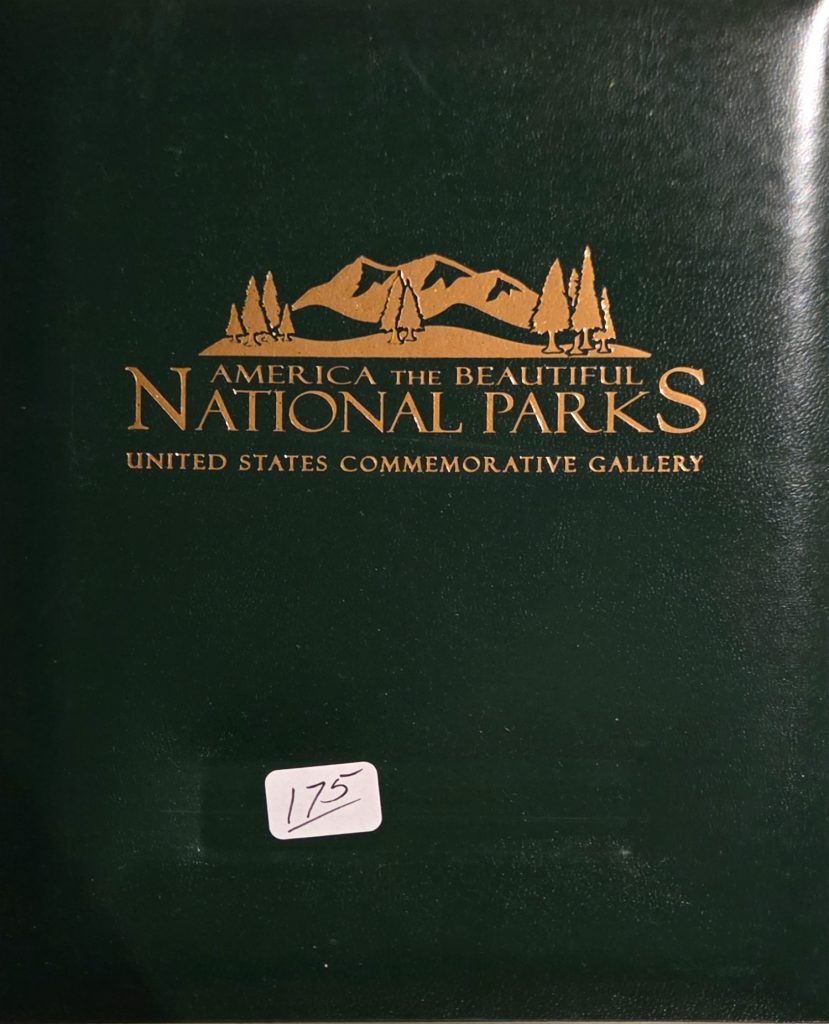 AMERICA THE BEAUTIFUL
NATIONAL PARKS
UNITED STATES COMMEMORATIVE GALLERY
175